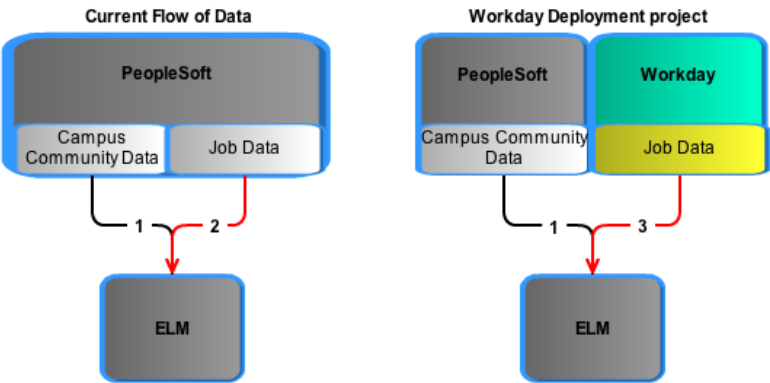 Current Flow of Data
PeopleSoft
Campus
Community Data
Job Data
1
2
ELM
Workday Deployment project
PeopleSoft
Workday
Campus Community
Data
Job Data
1
3
ELM